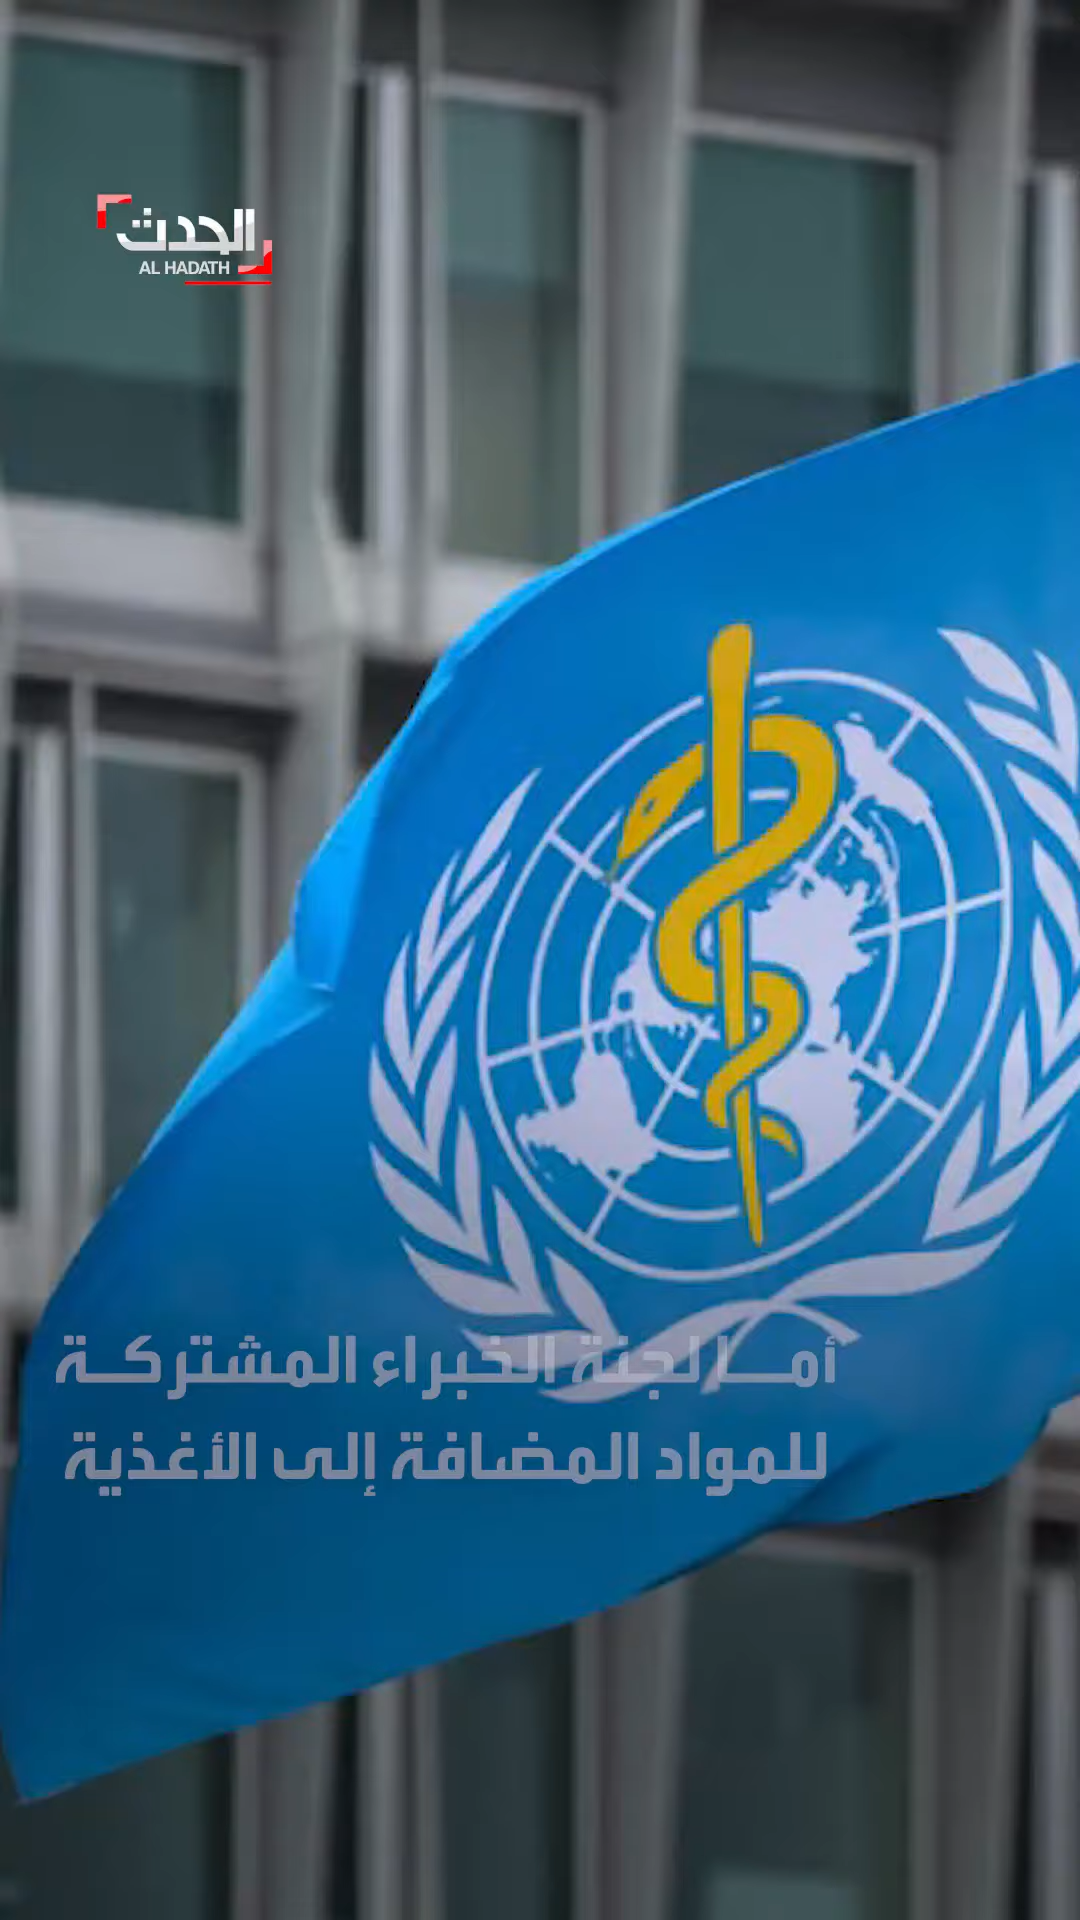 الحدث
AL HADATH
أما لجنة الخبراء المشتركة
للمواد المضافة إلى الأغذية